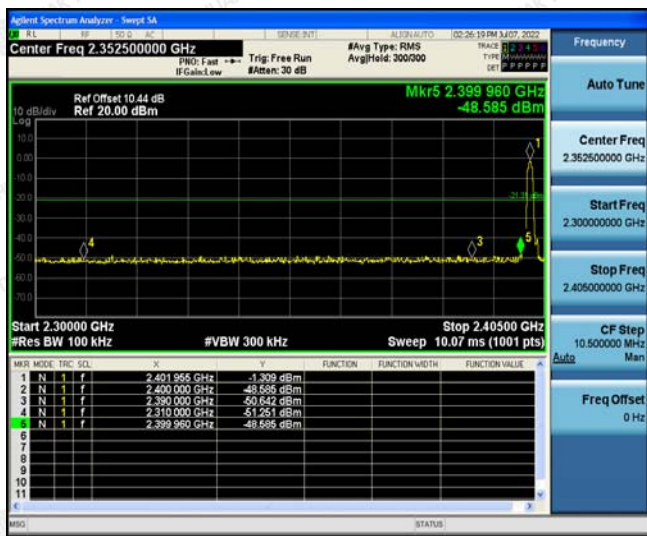 Agilent Spectrum Analyzer - Swept SA
RL RF 50 Ω AC SENSE:INT ALIGNAUTO 02:26:19 PM Jul 07, 2022
Center Freq 2.352500000 GHz
PNO: Fast
IFGain:Low
Trig: Free Run
#Atten: 30 dB
#Avg Type: RMS
Avg|Hold: 300/300
TRACE 1 2 3 4 5 6
TYPE
DET P P P P P P
Ref Offset 10.44 dB
Ref 20.00 dBm
10 dB/div
Log
Mkr5 2.399 960 GHz
-48.585 dBm
10.0
0.00
-10.0
-20.0
-30.0
-40.0
-50.0
-60.0
-70.0
1
4
3
5
Start 2.30000 GHz
Stop 2.40500 GHz
#Res BW 100 kHz
#VBW 300 kHz
Sweep 10.07 ms (1001 pts)
MKR MODE TRC SCL X Y FUNCTION FUNCTION WIDTH FUNCTION VALUE
1 N 1 f 2.401 955 GHz -1.309 dBm
2 N 1 f 2.400 000 GHz -48.585 dBm
3 N 1 f 2.390 000 GHz -50.642 dBm
4 N 1 f 2.310 000 GHz -51.251 dBm
5 N 1 f 2.399 960 GHz -48.585 dBm
6
7
8
9
10
11
MSG
STATUS
Frequency
Auto Tune
Center Freq
2.352500000 GHz
Start Freq
2.300000000 GHz
Stop Freq
2.405000000 GHz
CF Step
10.500000 MHz
Auto Man
Freq Offset
0 Hz